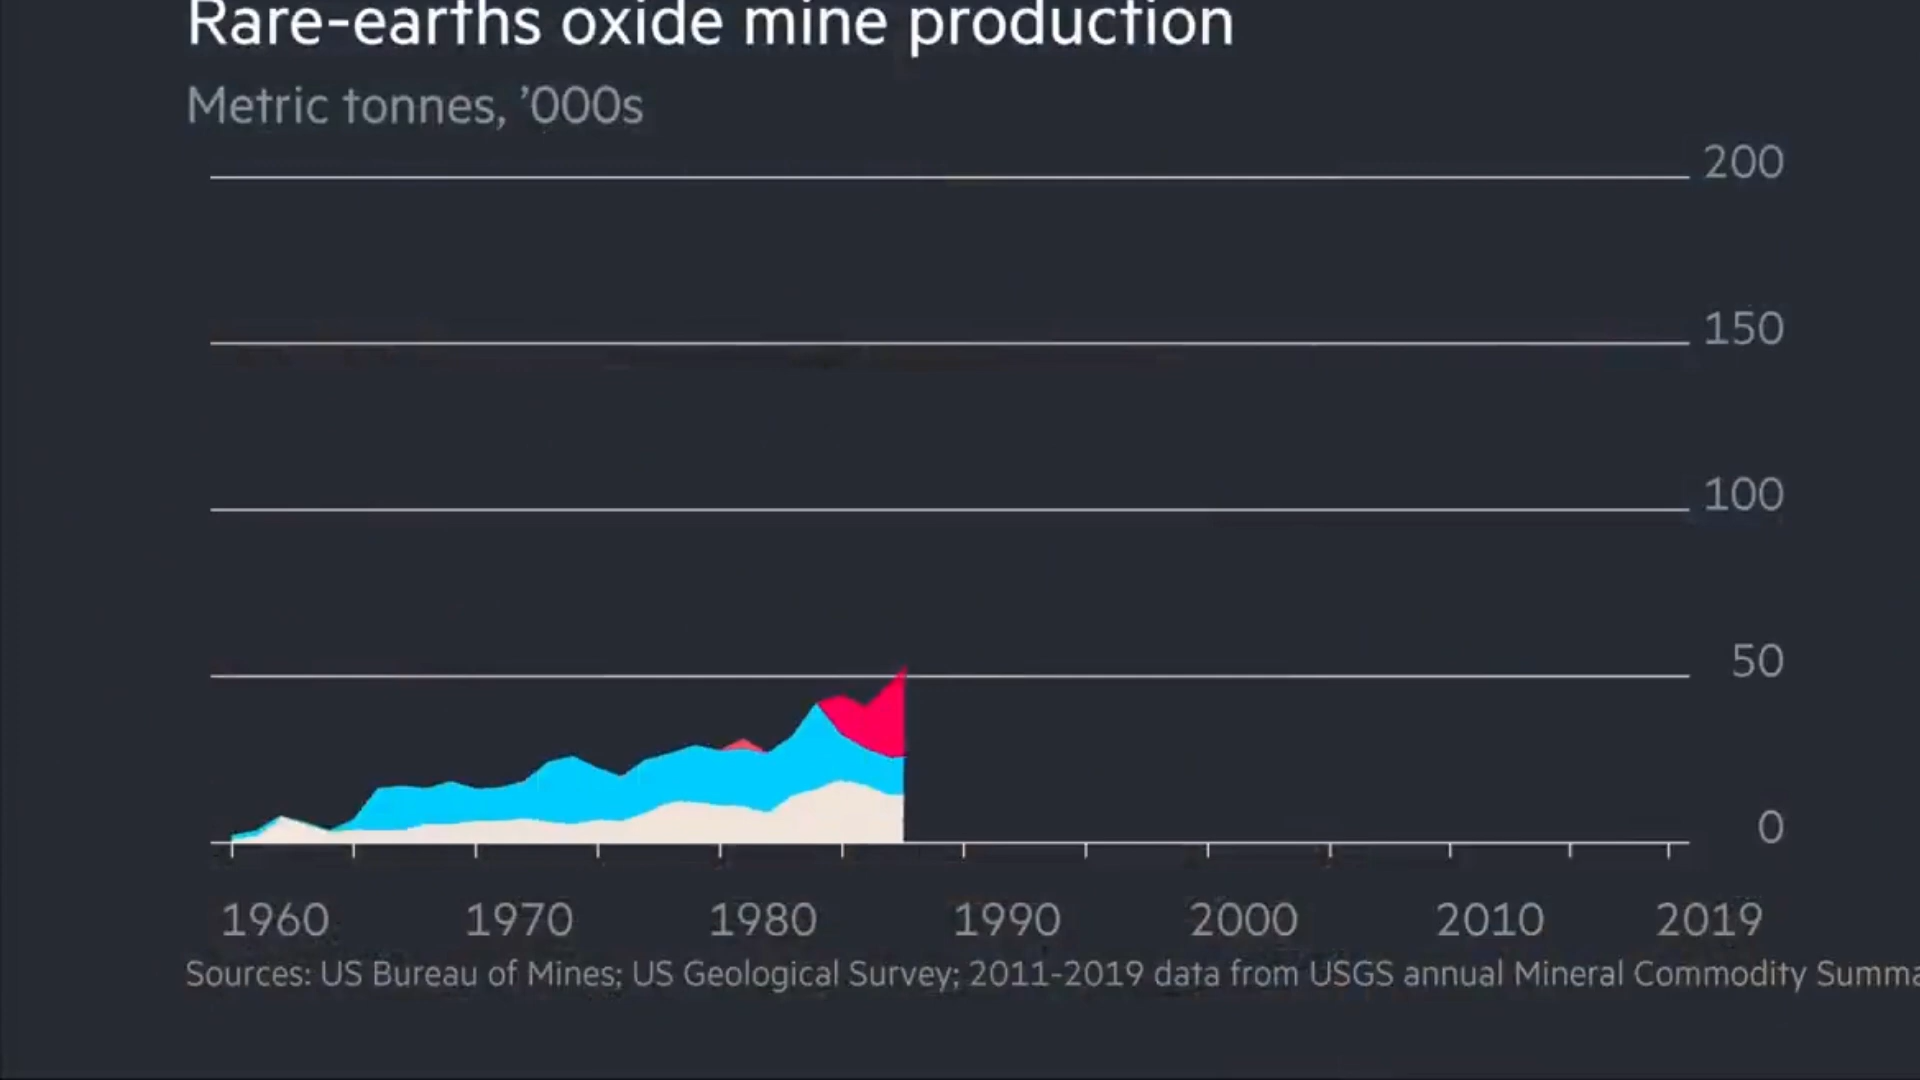 Rare-earths oxide mine production
Metric tonnes, ’000s
200
150
100
50
0
1960 1970 1980 1990 2000 2010 2019
Sources: US Bureau of Mines; US Geological Survey; 2011-2019 data from USGS annual Mineral Commodity Summa